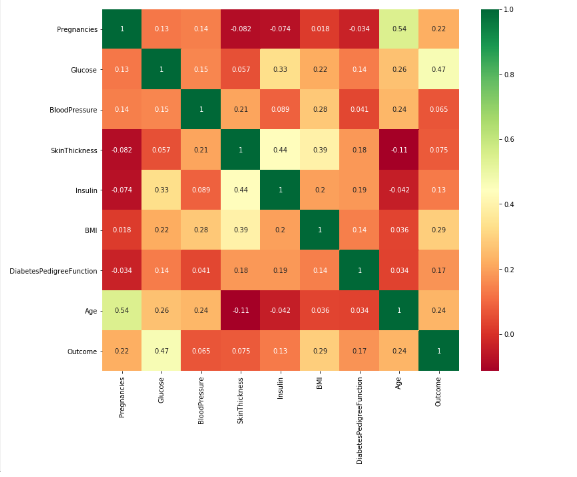 1.0
Pregnancies 1 0.13 0.14 -0.082 -0.074 0.018 -0.034 0.54 0.22
Glucose 0.13 1 0.15 0.057 0.33 0.22 0.14 0.26 0.47
0.8
BloodPressure 0.14 0.15 1 0.21 0.089 0.28 0.041 0.24 0.065
0.6
SkinThickness -0.082 0.057 0.21 1 0.44 0.39 0.18 -0.11 0.075
Insulin -0.074 0.33 0.089 0.44 1 0.2 0.19 -0.042 0.13
0.4
BMI 0.018 0.22 0.28 0.39 0.2 1 0.14 0.036 0.29
0.2
DiabetesPedigreeFunction -0.034 0.14 0.041 0.18 0.19 0.14 1 0.034 0.17
Age 0.54 0.26 0.24 -0.11 -0.042 0.036 0.034 1 0.24
0.0
Outcome 0.22 0.47 0.065 0.075 0.13 0.29 0.17 0.24 1
Pregnancies
Glucose
BloodPressure
SkinThickness
Insulin
BMI
DiabetesPedigreeFunction
Age
Outcome